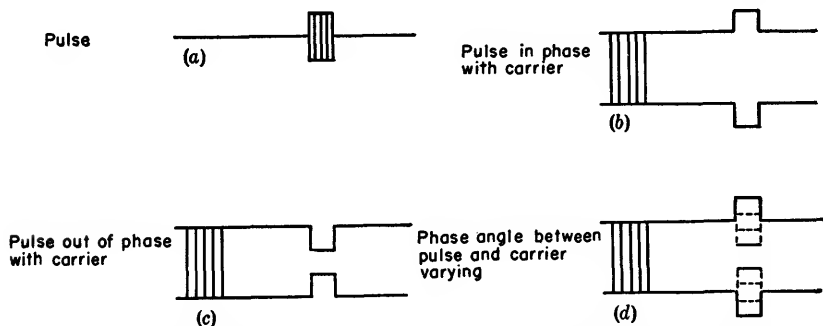 Pulse
(a)
Pulse in phase
with carrier
(b)
Pulse out of phase
with carrier
(c)
Phase angle between
pulse and carrier
varying
(d)